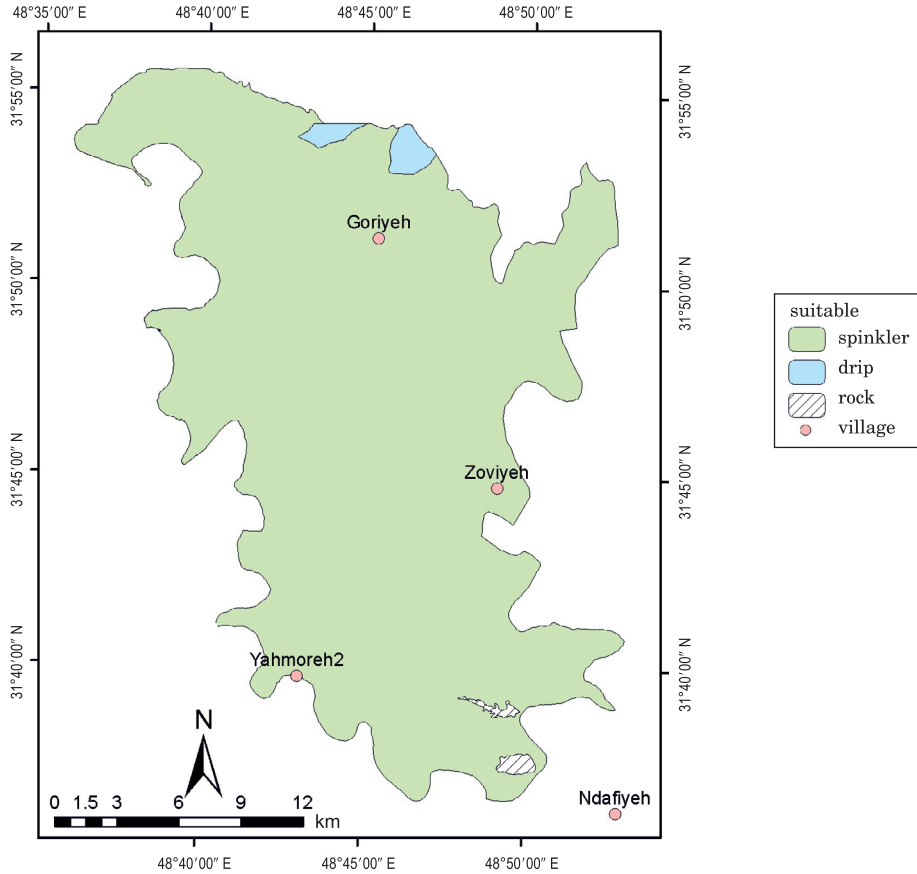 48°35′00″ E 48°40′00″ E 48°45′00″ E 48°50′00″ E
31°55′00″ N
31°55′00″ N
Goriyeh
31°50′00″ N
31°50′00″ N
suitable
spinkler
drip
rock
village
31°45′00″ N
Zoviyeh
31°45′00″ N
31°40′00″ N
Yahmoreh2
31°40′00″ N
N
Ndafiyeh
0 1.5 3 6 9 12
km
48°40′00″ E 48°45′00″ E 48°50′00″ E